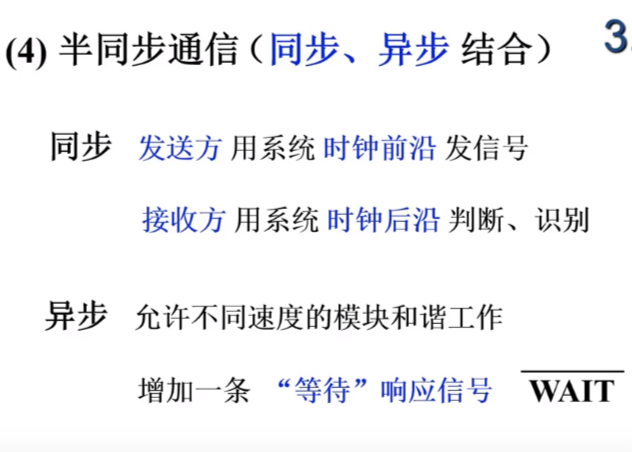 (4) 半同步通信（同步、异步 结合）
3.
同步 发送方 用系统 时钟前沿 发信号
接收方 用系统 时钟后沿 判断、识别
异步 允许不同速度的模块和谐工作
增加一条 “等待”响应信号 WAIT